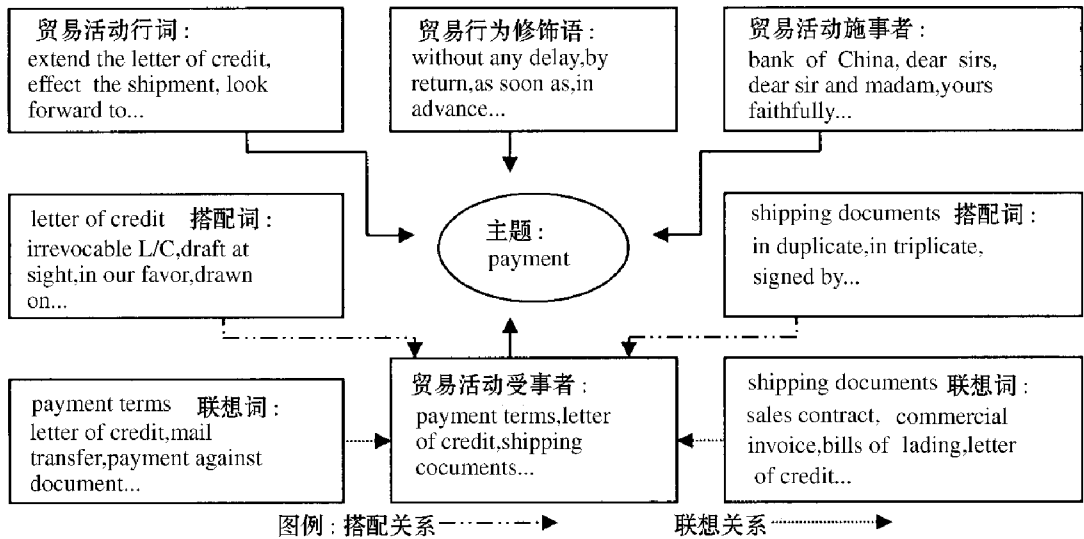 贸易活动行词：
extend the letter of credit,
effect the shipment, look
forward to...
贸易行为修饰语：
without any delay,by
return,as soon as,in
advance...
贸易活动施事者：
bank of China, dear sirs,
dear sir and madam,yours
faithfully...
letter of credit 搭配词：
irrevocable L/C,draft at
sight,in our favor,drawn
on...
主题：
payment
shipping documents 搭配词：
in duplicate,in triplicate,
signed by...
payment terms 联想词：
letter of credit,mail
transfer,payment against
document...
贸易活动受事者：
payment terms,letter
of credit,shipping
cocuments...
shipping documents 联想词：
sales contract, commercial
invoice,bills of lading,letter
of credit...
图例：搭配关系
联想关系